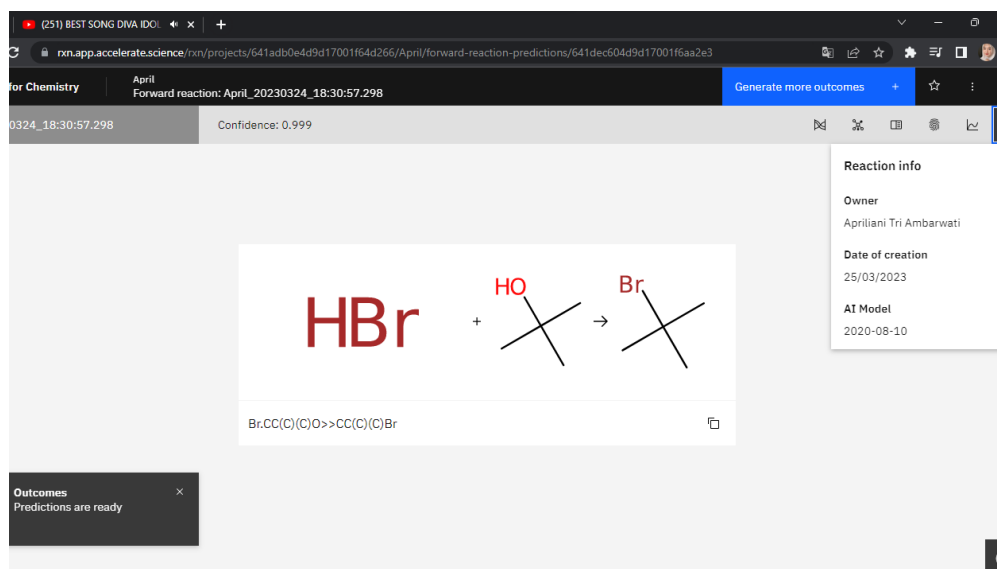 (251) BEST SONG DIVA IDOL
rxn.app.accelerate.science/rxn/projects/641adb0e4d9d17001f64d266/April/forward-reaction-predictions/641dec604d9d17001f6aa2e3
for Chemistry
April
Forward reaction: April_20230324_18:30:57.298
Generate more outcomes +
0324_18:30:57.298
Confidence: 0.999
Reaction info
Owner
Apriliani Tri Ambarwati
Date of creation
25/03/2023
AI Model
2020-08-10
HBr + HO → Br
Br.CC(C)(C)O>>CC(C)(C)Br
Outcomes
Predictions are ready